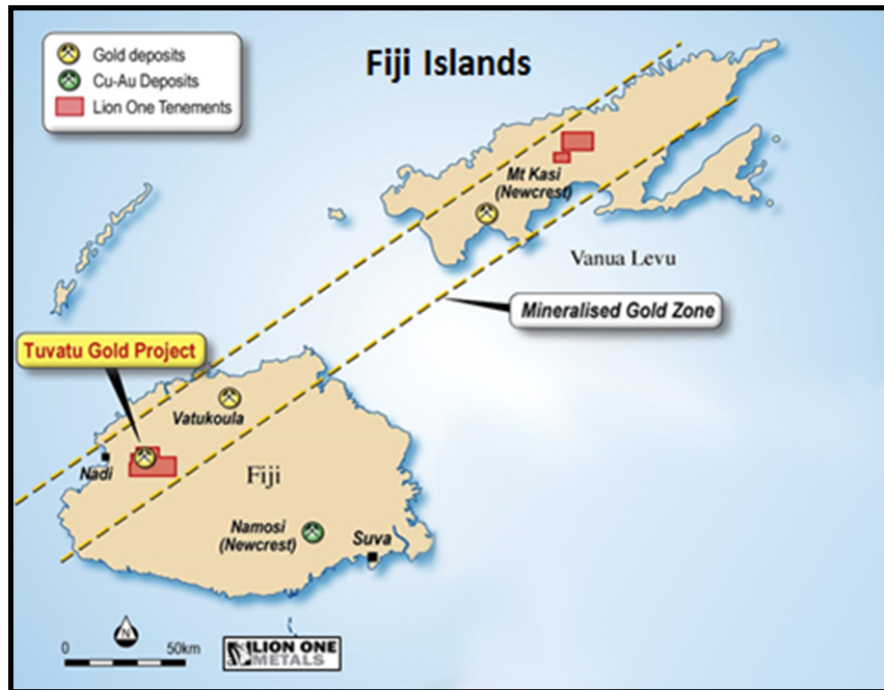 Fiji Islands
Gold deposits
Cu-Au Deposits
Lion One Tenements
Mt Kasi
(Newcrest)
Vanua Levu
Mineralised Gold Zone
Tuvatu Gold Project
Vatukoula
Nadi
Fiji
Namosi
(Newcrest)
Suva
N
0 50km
LION ONE
METALS